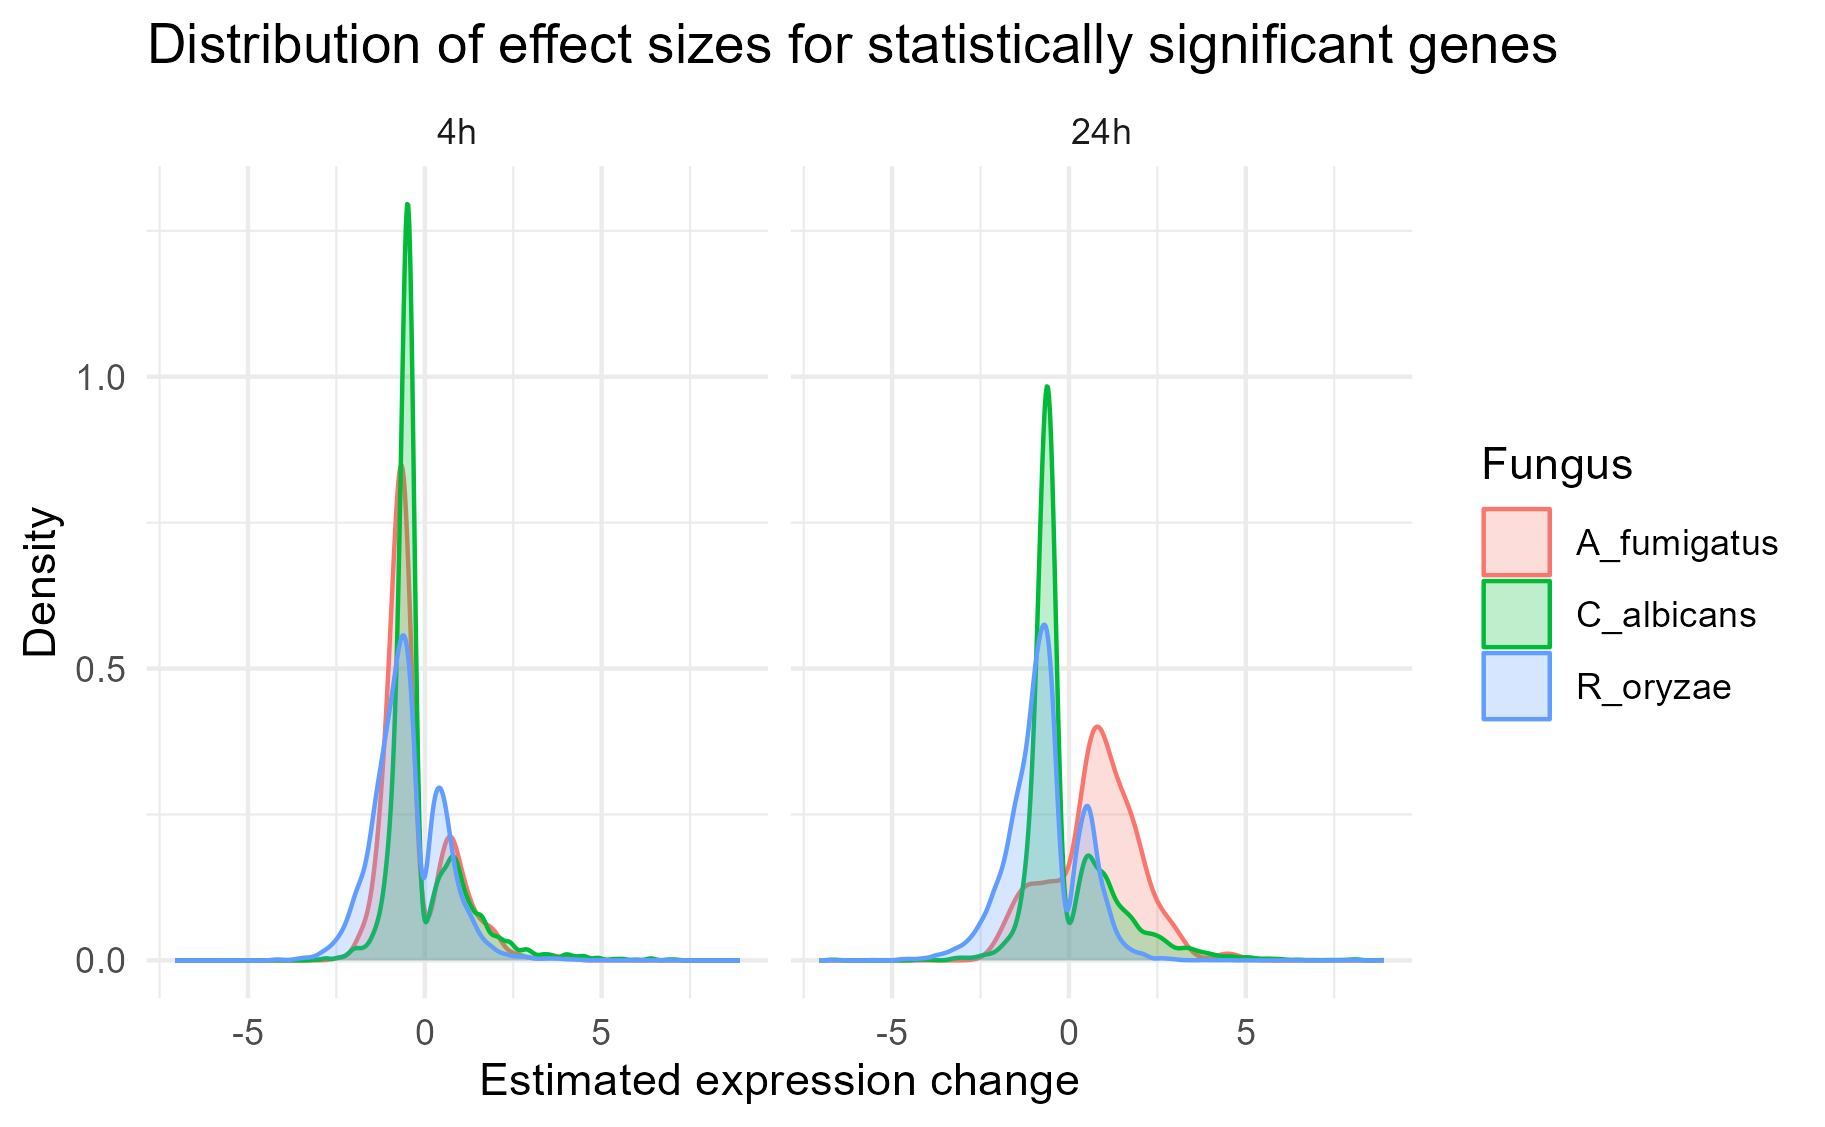 Distribution of effect sizes for statistically significant genes
4h
24h
Density
1.0
0.5
0.0
-5
0
5
-5
0
5
Estimated expression change
Fungus
A_fumigatus
C_albicans
R_oryzae